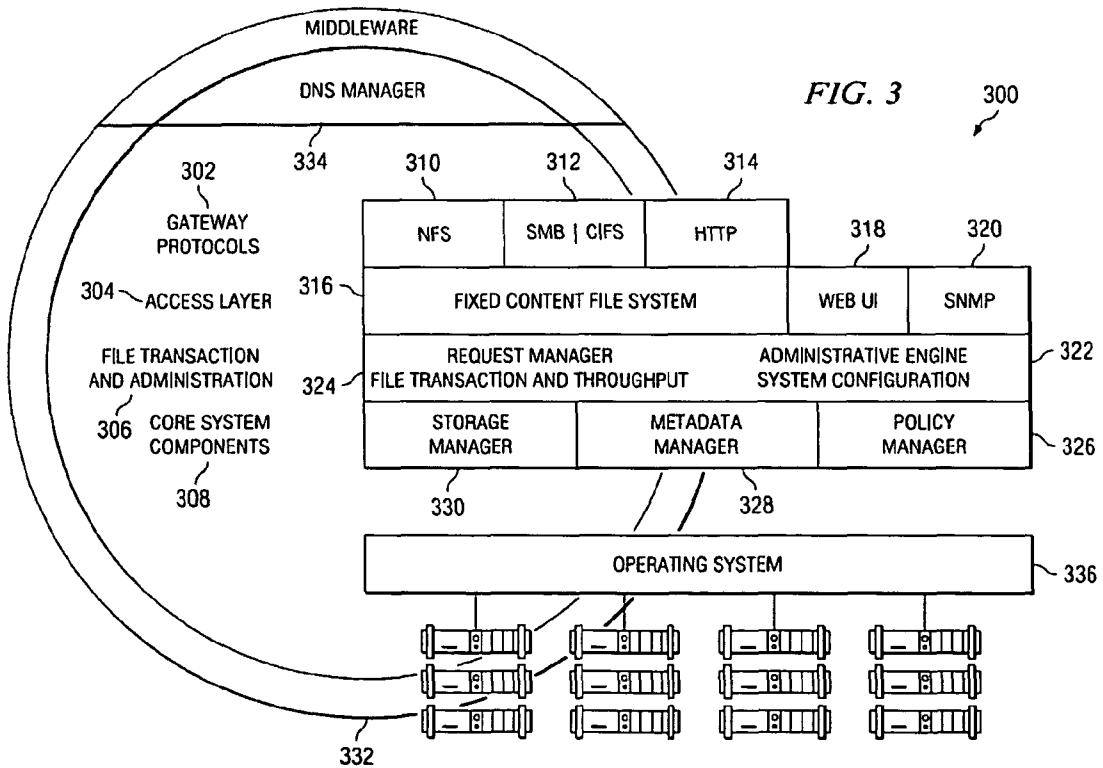 MIDDLEWARE
DNS MANAGER
FIG. 3
300
334
302
310
312
314
GATEWAY
PROTOCOLS
NFS
SMB | CIFS
HTTP
318
320
304
ACCESS LAYER
316
FIXED CONTENT FILE SYSTEM
WEB UI
SNMP
FILE TRANSACTION
AND ADMINISTRATION
306
324
REQUEST MANAGER
FILE TRANSACTION AND THROUGHPUT
ADMINISTRATIVE ENGINE
SYSTEM CONFIGURATION
322
CORE SYSTEM
COMPONENTS
308
STORAGE
MANAGER
METADATA
MANAGER
POLICY
MANAGER
326
330
328
OPERATING SYSTEM
336
332